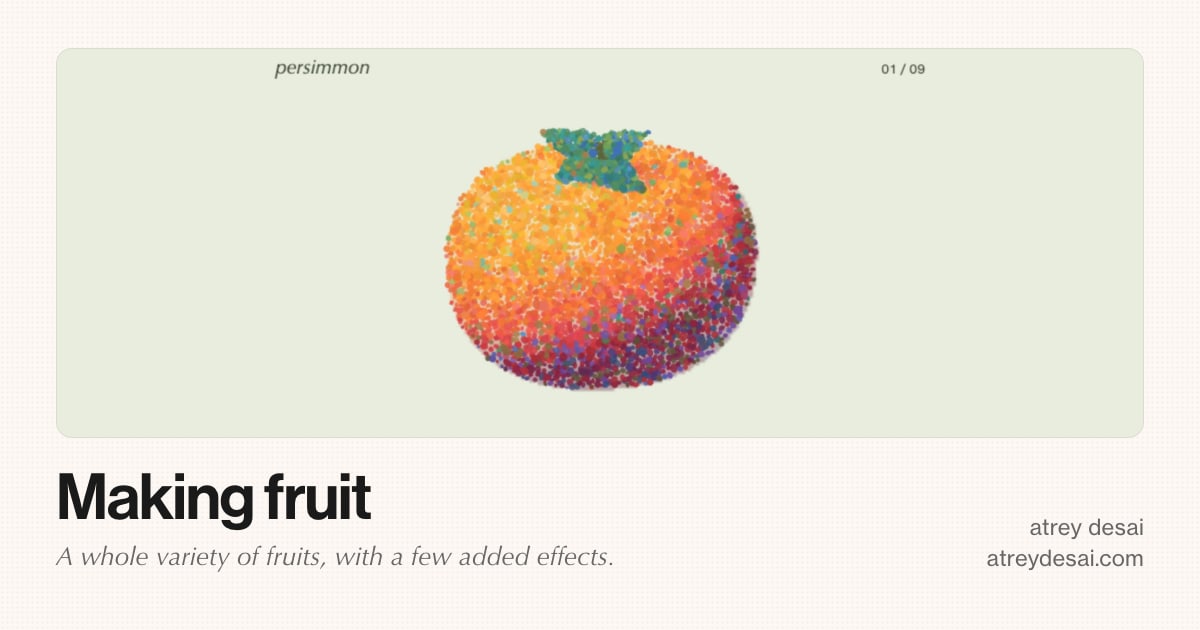 persimmon
01 / 09
Making fruit
A whole variety of fruits, with a few added effects.
atrey desai
atreydesai.com